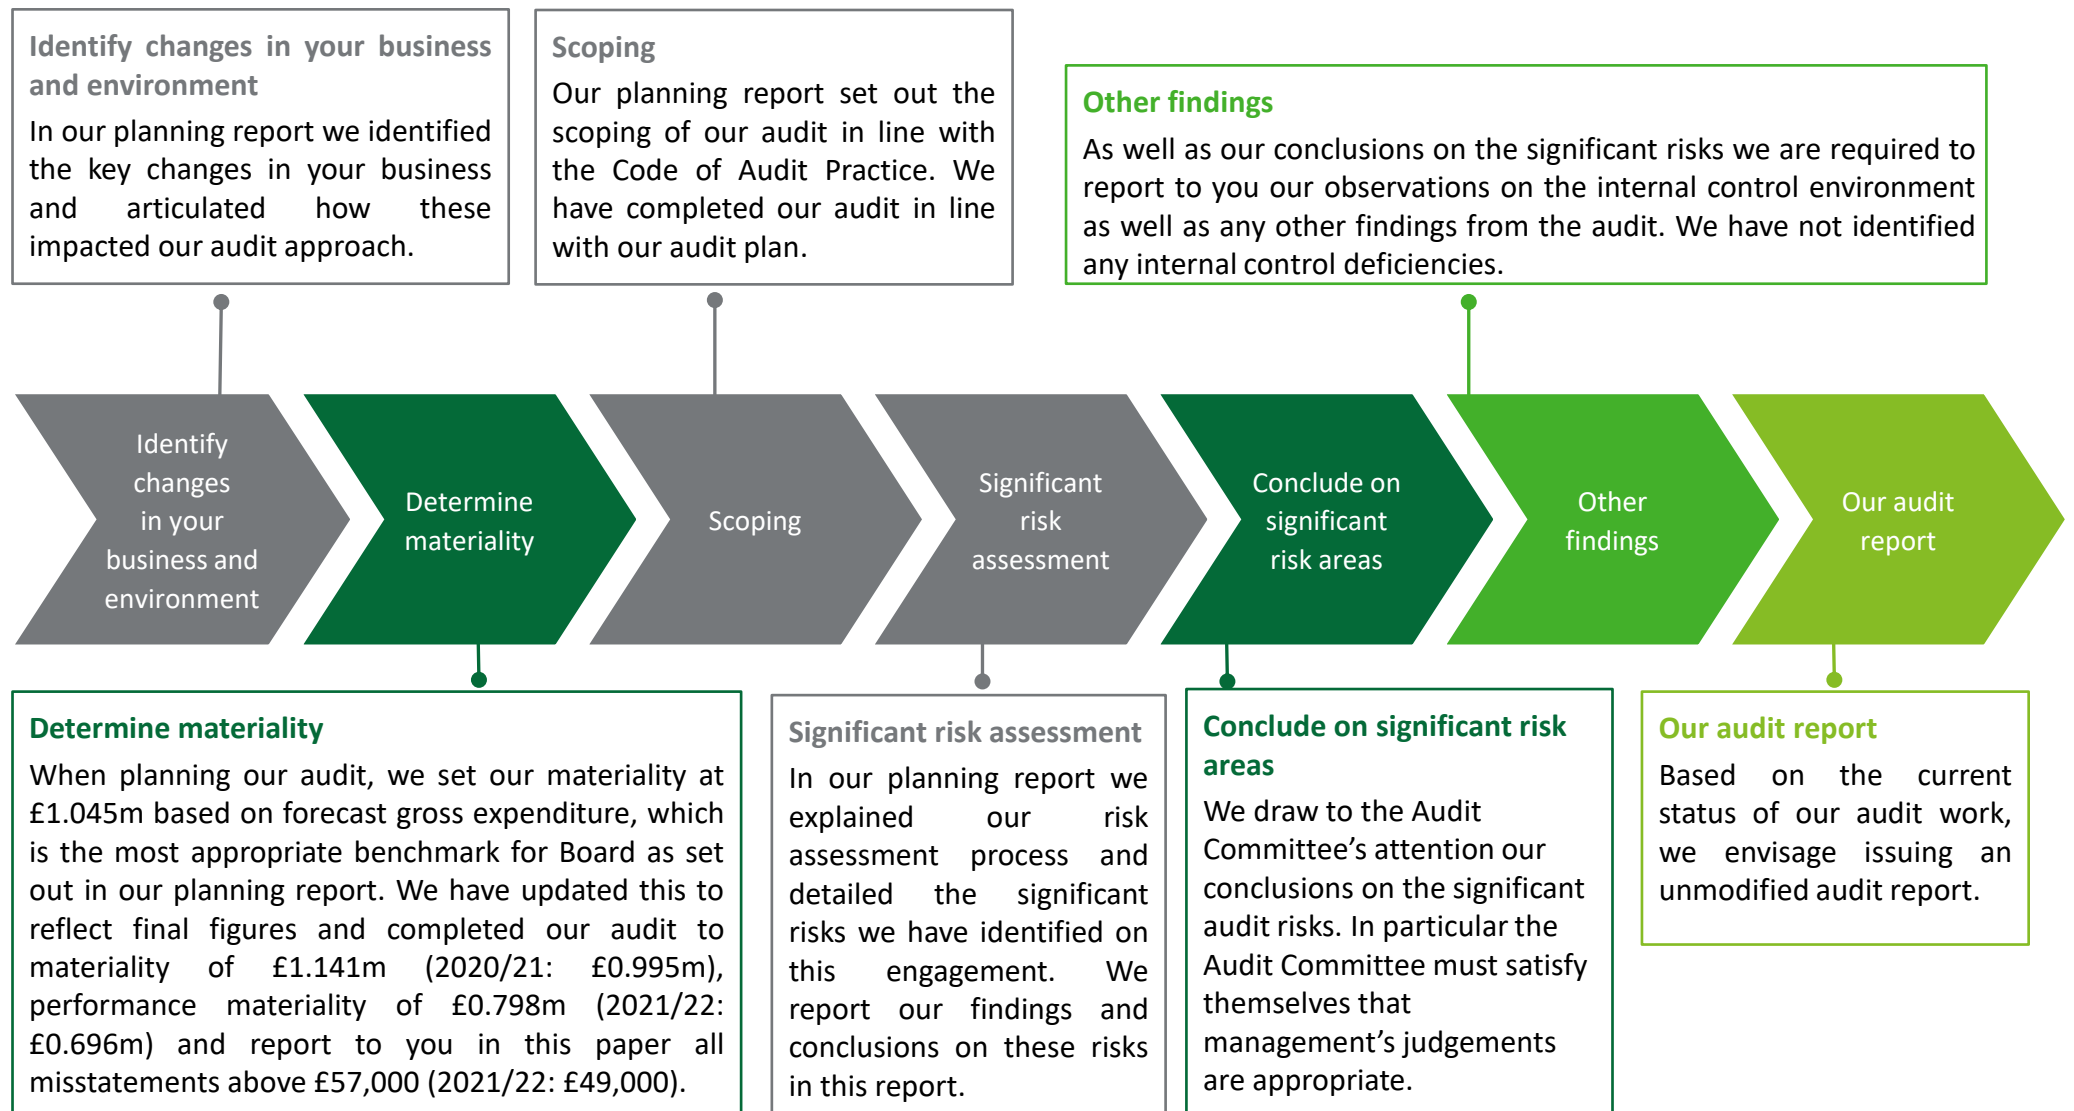 Identify changes in your business
and environment
In our planning report we identified
the key changes in your business
and articulated how these
impacted our audit approach.
Scoping
Our planning report set out the
scoping of our audit in line with
the Code of Audit Practice. We
have completed our audit in line
with our audit plan.
Other findings
As well as our conclusions on the significant risks we are required to
report to you our observations on the internal control environment
as well as any other findings from the audit. We have not identified
any internal control deficiencies.
Identify
changes
in your
business and
environment
Determine
materiality
Scoping
Significant
risk
assessment
Conclude on
significant
risk areas
Other
findings
Our audit
report
Determine materiality
When planning our audit, we set our materiality at
£1.045m based on forecast gross expenditure, which
is the most appropriate benchmark for Board as set
out in our planning report. We have updated this to
reflect final figures and completed our audit to
materiality of £1.141m (2020/21: £0.995m),
performance materiality of £0.798m (2021/22:
£0.696m) and report to you in this paper all
misstatements above £57,000 (2021/22: £49,000).
Significant risk assessment
In our planning report we
explained our risk
assessment process and
detailed the significant
risks we have identified on
this engagement. We
report our findings and
conclusions on these risks
in this report.
Conclude on significant risk
areas
We draw to the Audit
Committee’s attention our
conclusions on the significant
audit risks. In particular the
Audit Committee must satisfy
themselves that
management’s judgements
are appropriate.
Our audit report
Based on the current
status of our audit work,
we envisage issuing an
unmodified audit report.